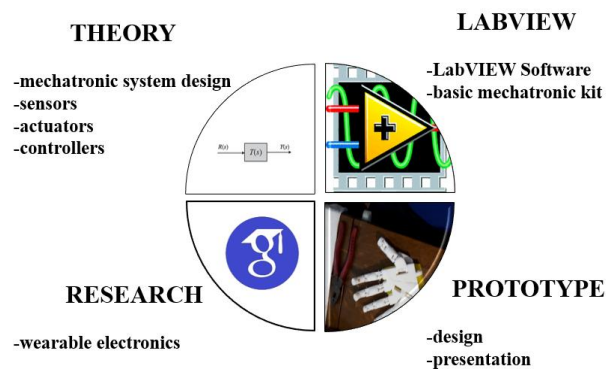 THEORY
-mechatronic system design
-sensors
-actuators
-controllers
LABVIEW
-LabVIEW Software
-basic mechatronic kit
R(s)
T(s)
Y(s)
g
RESEARCH
-wearable electronics
PROTOTYPE
-design
-presentation